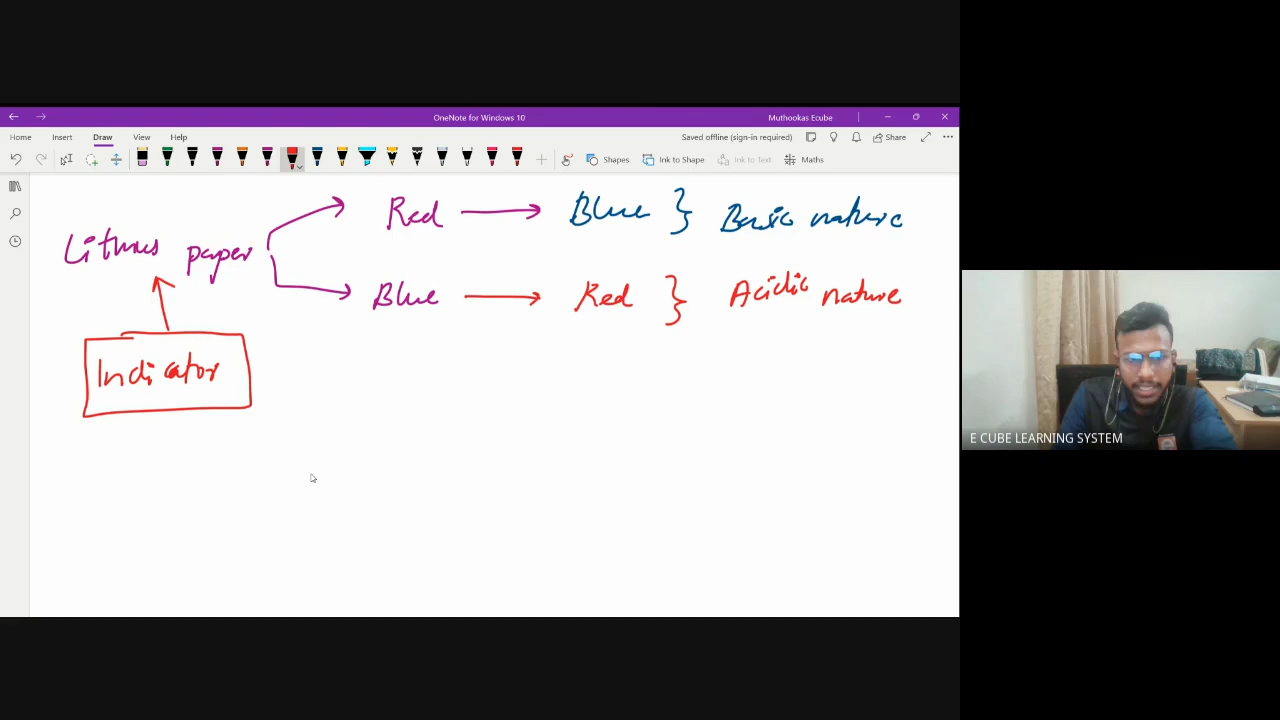 OneNote for Windows 10
Muthookas Ecube
Home Insert Draw View Help
Saved offline (sign-in required)
Share
Shapes
Ink to Shape
Ink to Text
Maths
Red → Blue } Basic nature
Litmus paper
Blue → Red } Acidic nature
Indicator
E CUBE LEARNING SYSTEM